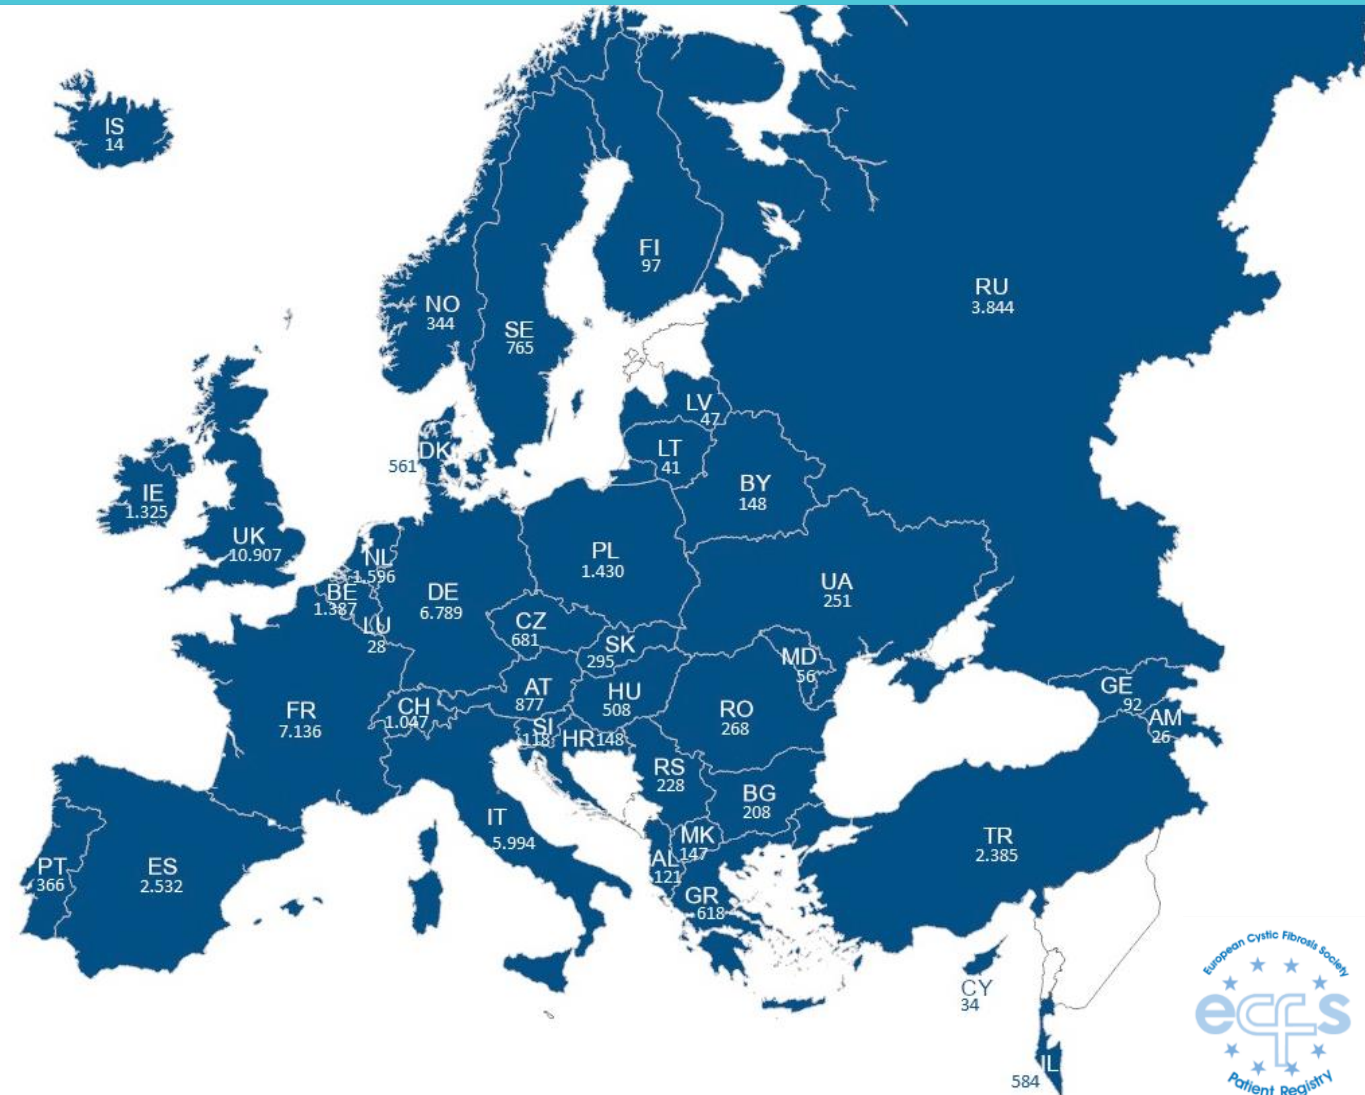 IS
14
FI
97
RU
3.844
NO
344
SE
765
LV
47
LT
41
DK
561
BY
148
IE
1.325
UK
10.907
NL
1.596
BE
1.387
LU
28
DE
6.789
PL
1.430
UA
251
CZ
681
SK
295
MD
56
AT
877
HU
508
RO
268
GE
92
AM
26
FR
7.136
CH
1.047
SI
118
HR 148
RS
228
BG
208
IT
5.994
MK
147
AL
121
GR
618
TR
2.385
PT
366
ES
2.532
CY
34
IL
584
European Cystic Fibrosis Society
ecfs
Patient Registry